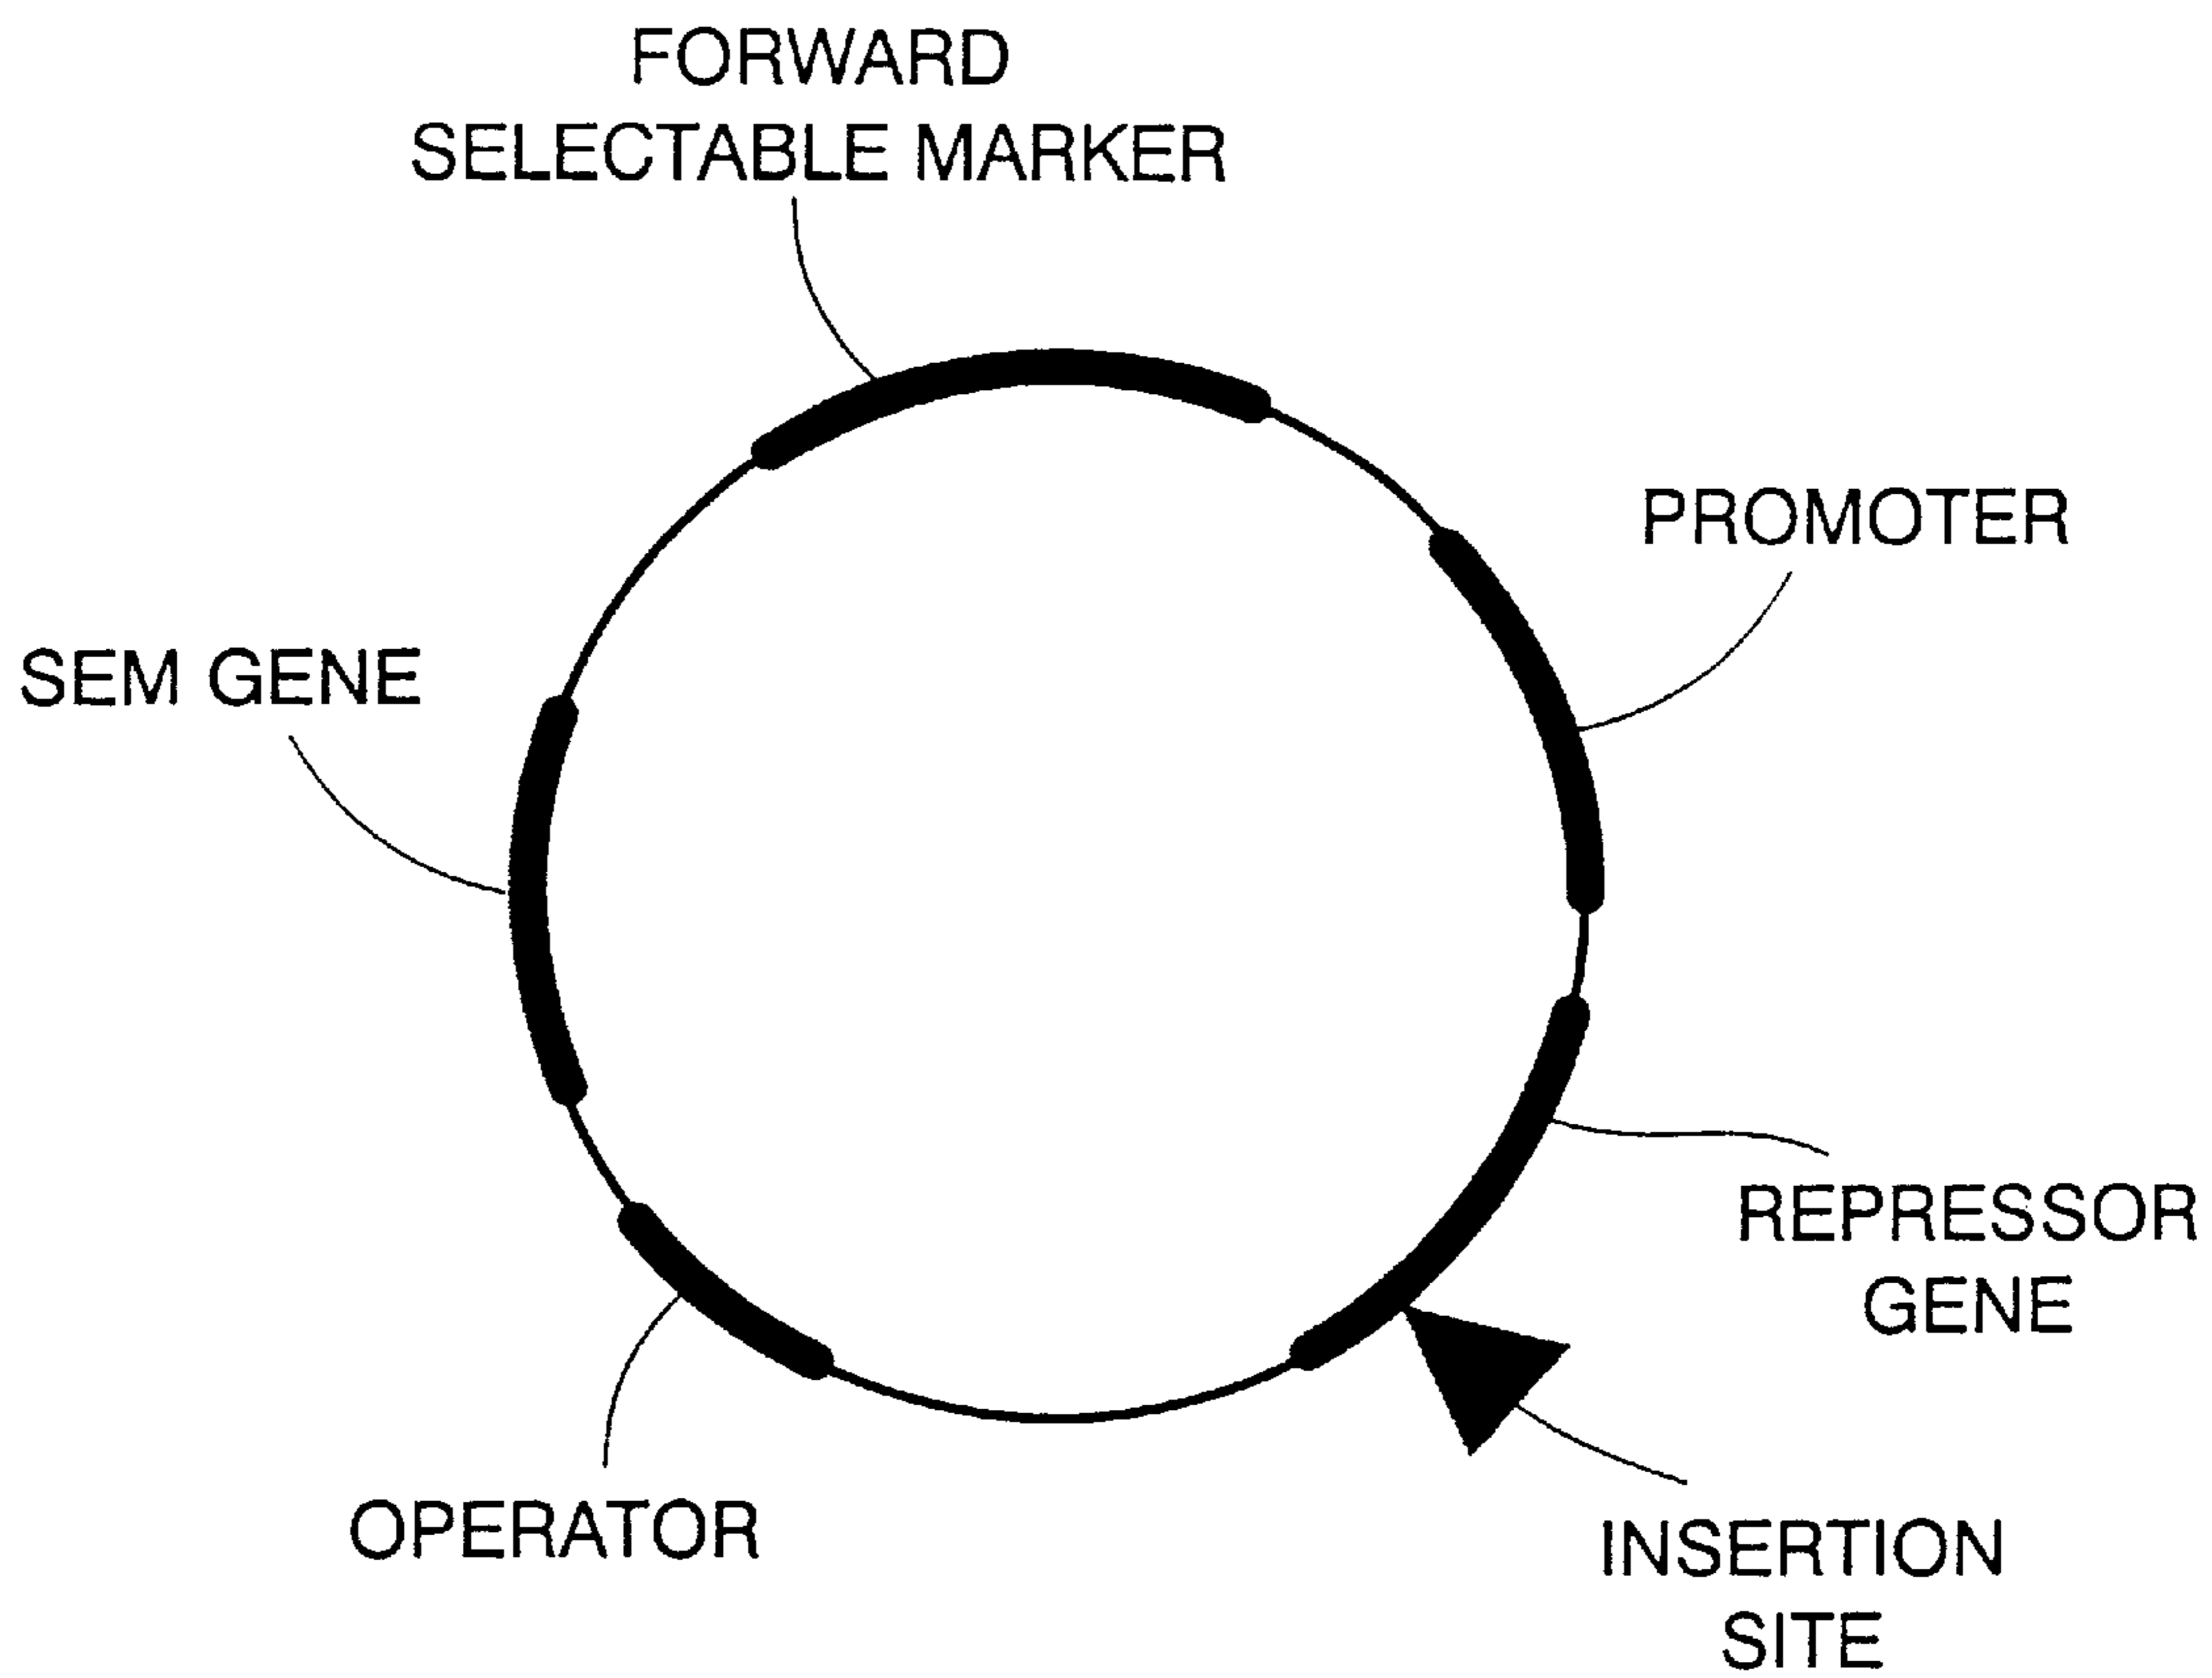 FORWARD
SELECTABLE MARKER
PROMOTER
SEM GENE
REPRESSOR
GENE
OPERATOR
INSERTION
SITE